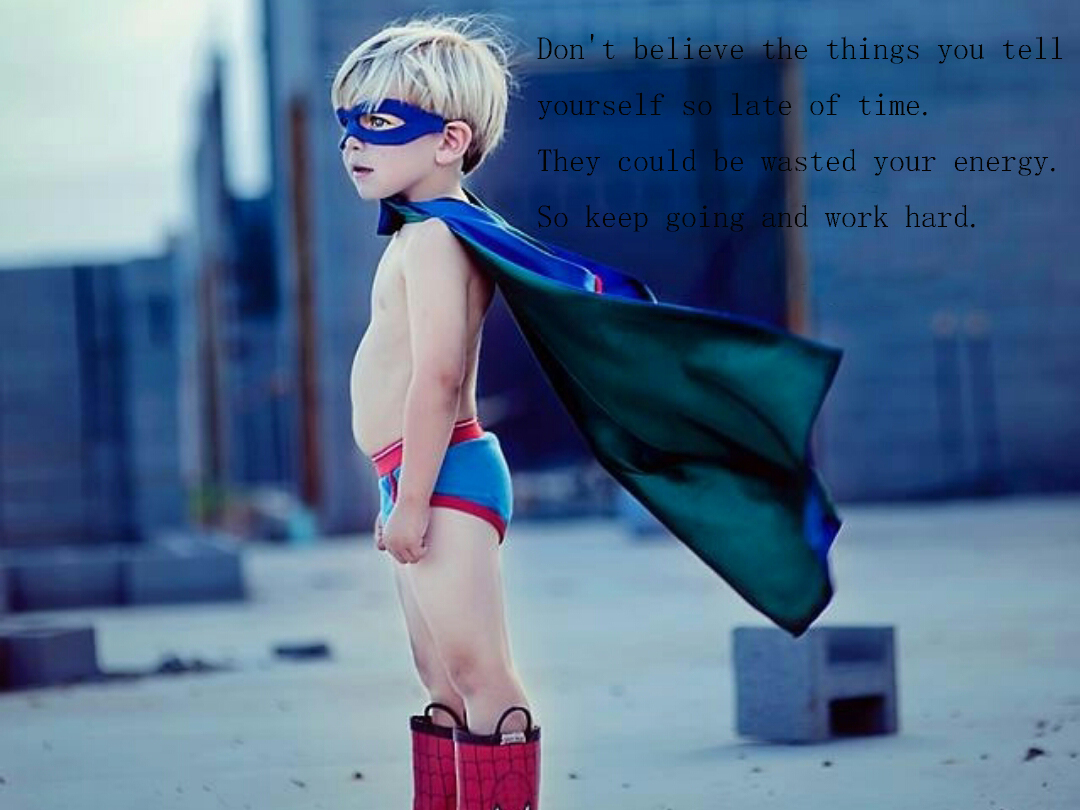 Don't believe the things you tell
yourself so late of time.
They could be wasted your energy.
So keep going and work hard.